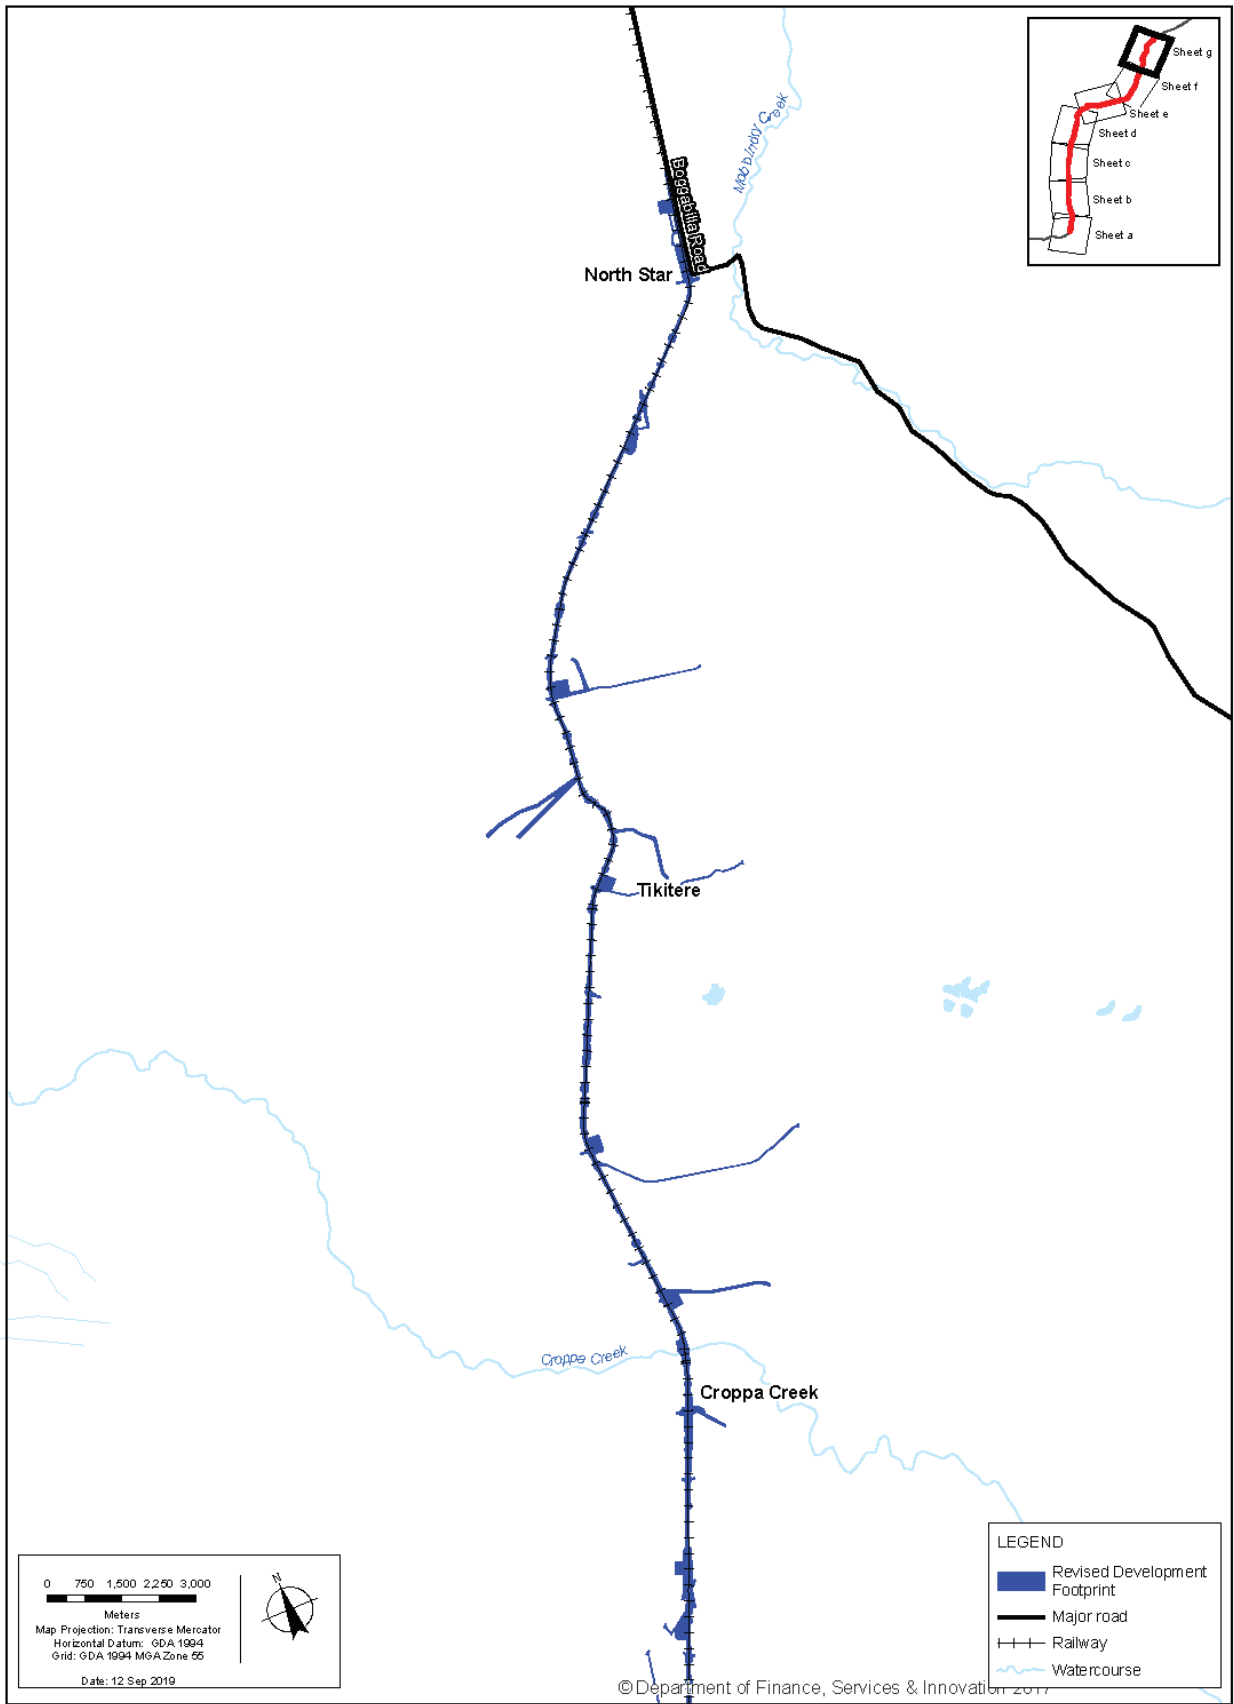 Sheet g
Sheet f
Sheet e
Sheet d
Sheet c
Sheet b
Sheet a
Mobbindry Creek
Boggabilla Road
North Star
Tikitere
Croppa Creek
Croppa Creek
0 750 1,500 2,250 3,000
Meters
Map Projection: Transverse Mercator
Horizontal Datum: GDA 1994
Grid: GDA 1994 MGA Zone 55
Date: 12 Sep 2019
N
LEGEND
Revised Development
Footprint
Major road
Railway
Watercourse
© Department of Finance, Services & Innovation 2017